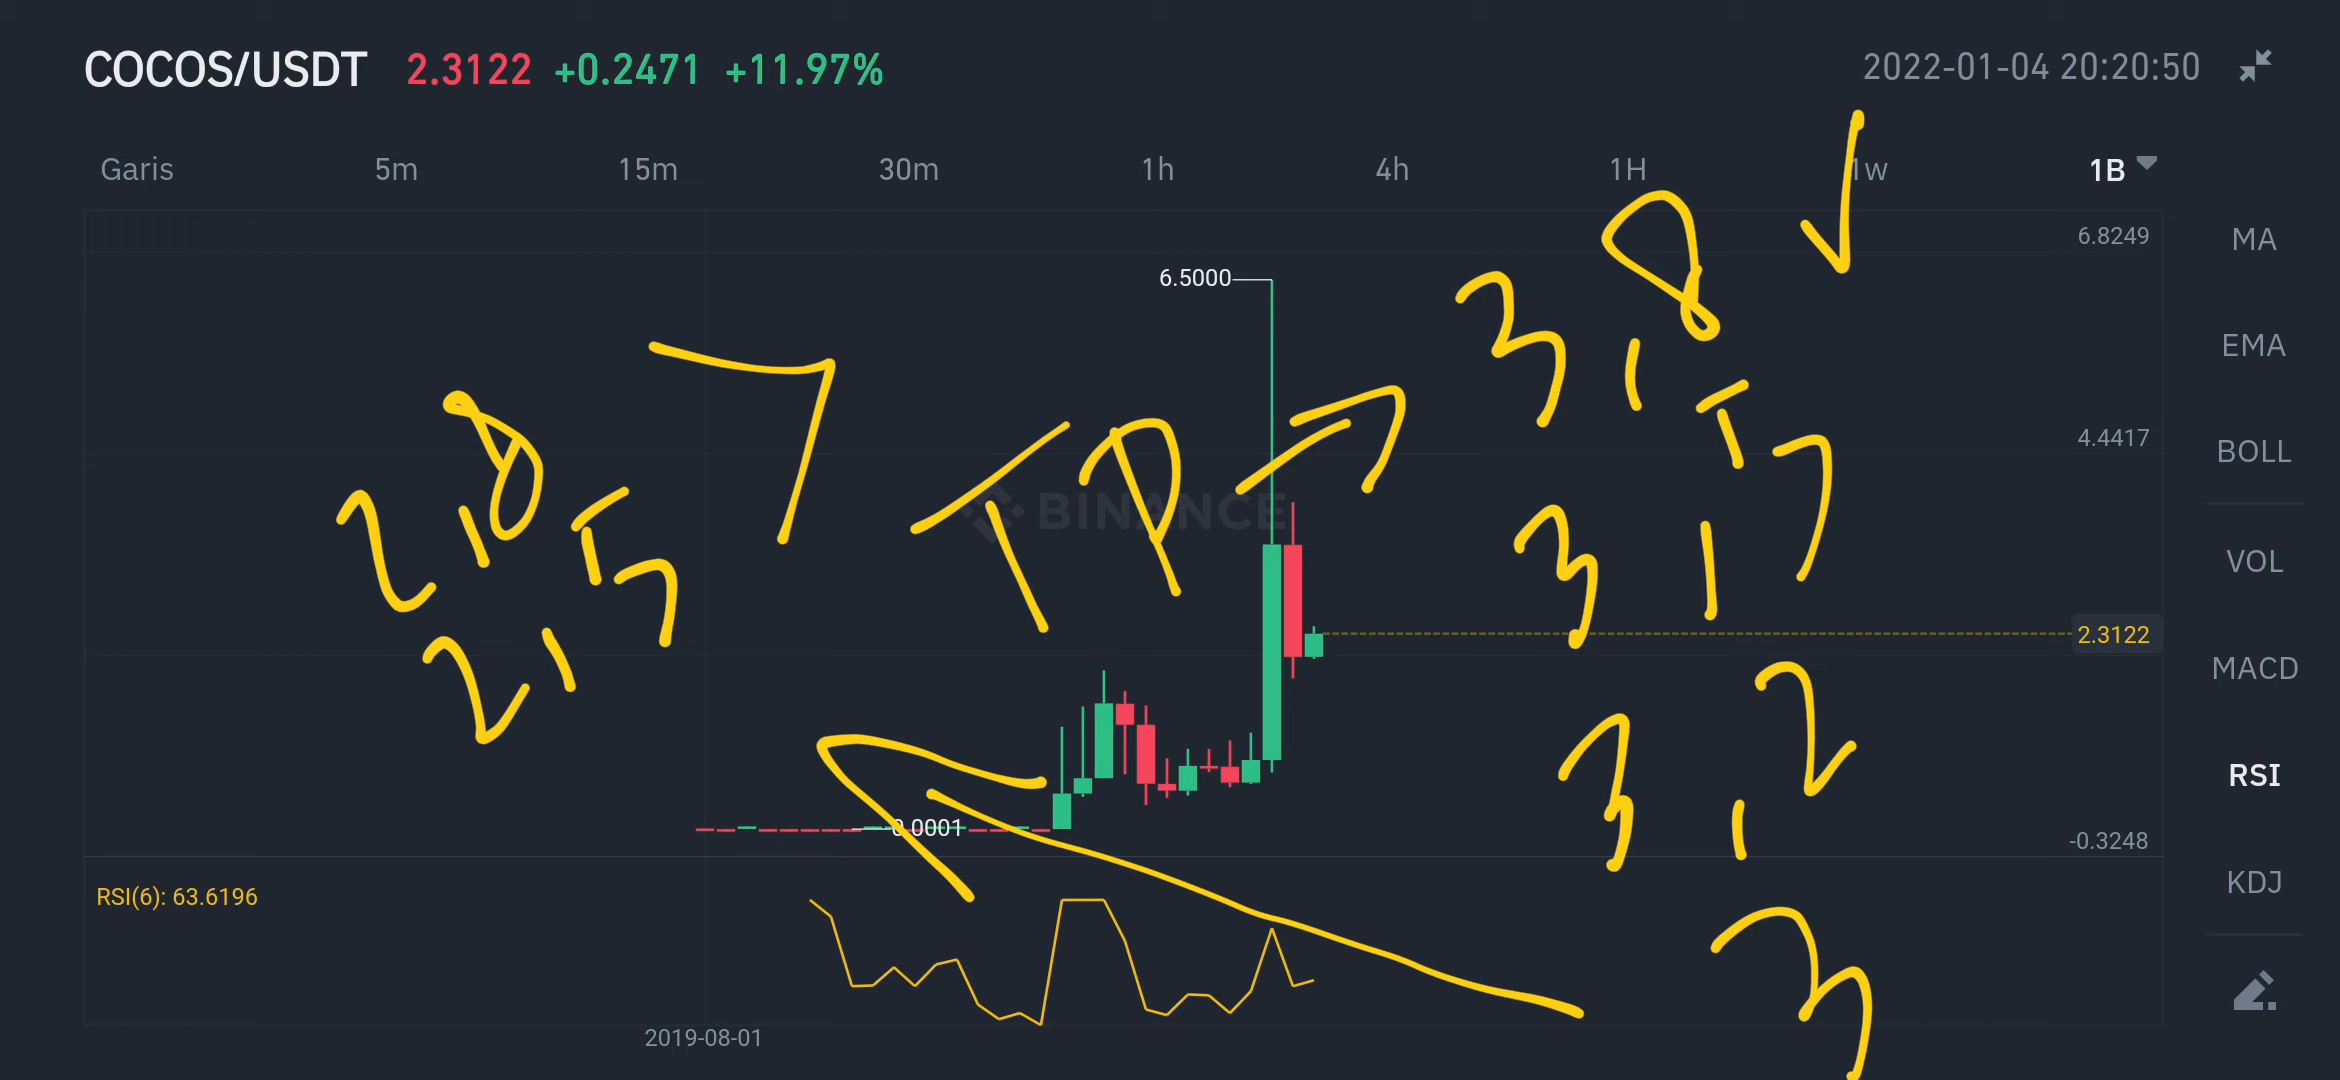 COCOS/USDT 2.3122 +0.2471 +11.97% 2022-01-04 20:20:50
Garis 5m 15m 30m 1h 4h 1H 1w 1B
6.8249
MA
6.5000
3,8
EMA
TP
4.4417
3,5
BOLL
2,8
BINANCE
VOL
2,5
2.3122
MACD
3,2
RSI
0.0001
-0.3248
KDJ
RSI(6): 63.6196
3
2019-08-01